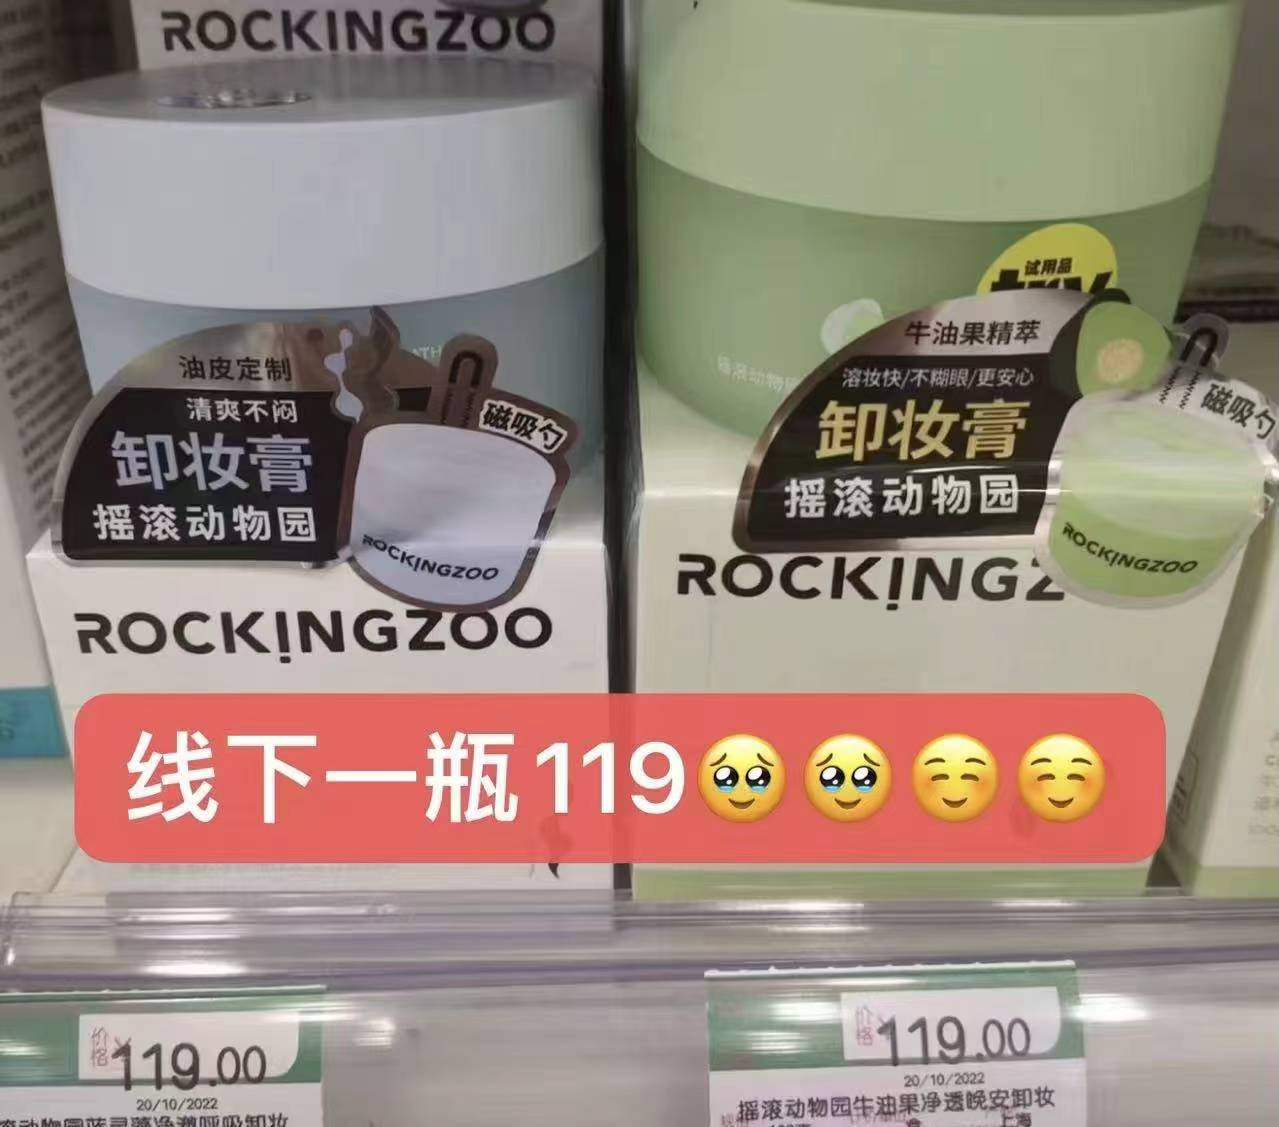 ROCKINGZOO
试用品
油皮定制
清爽不闷
卸妆膏
摇滚动物园
磁吸勺
ROCKINGZOO
ROCKINGZOO
牛油果精萃
溶妆快/不糊眼/更安心
卸妆膏
摇滚动物园
磁吸勺
ROCKINGZOO
ROCKINGZ
线下一瓶119🥹🥹☺️☺️
价格¥119.00
20/10/2022
价格¥119.00
20/10/2022
摇滚动物园牛油果净透晚安卸妆
上海